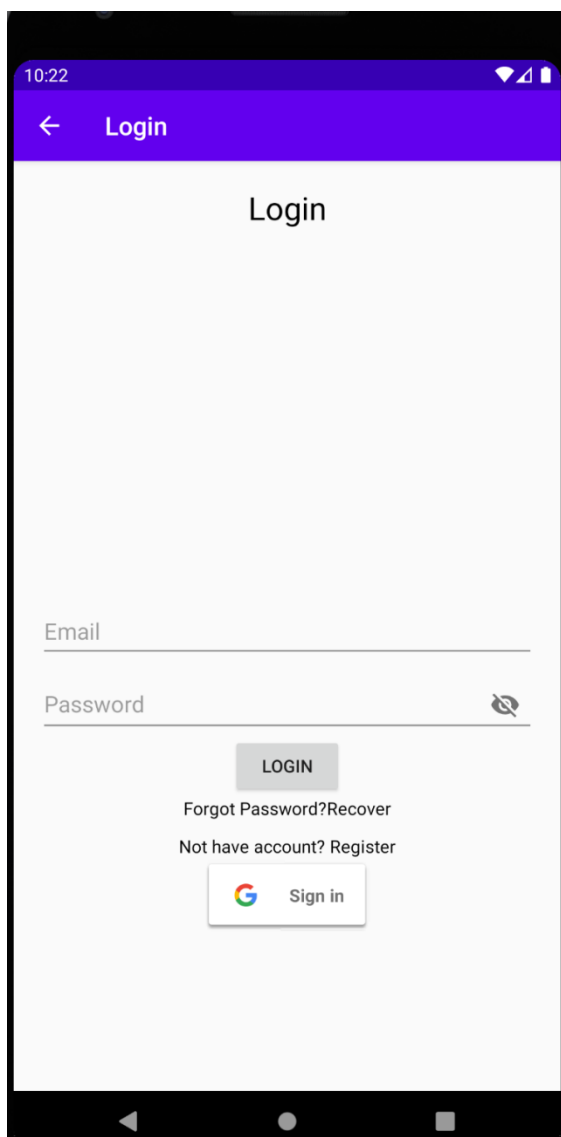 10:22
Login
Login
Email
Password
LOGIN
Forgot Password?Recover
Not have account? Register
Sign in